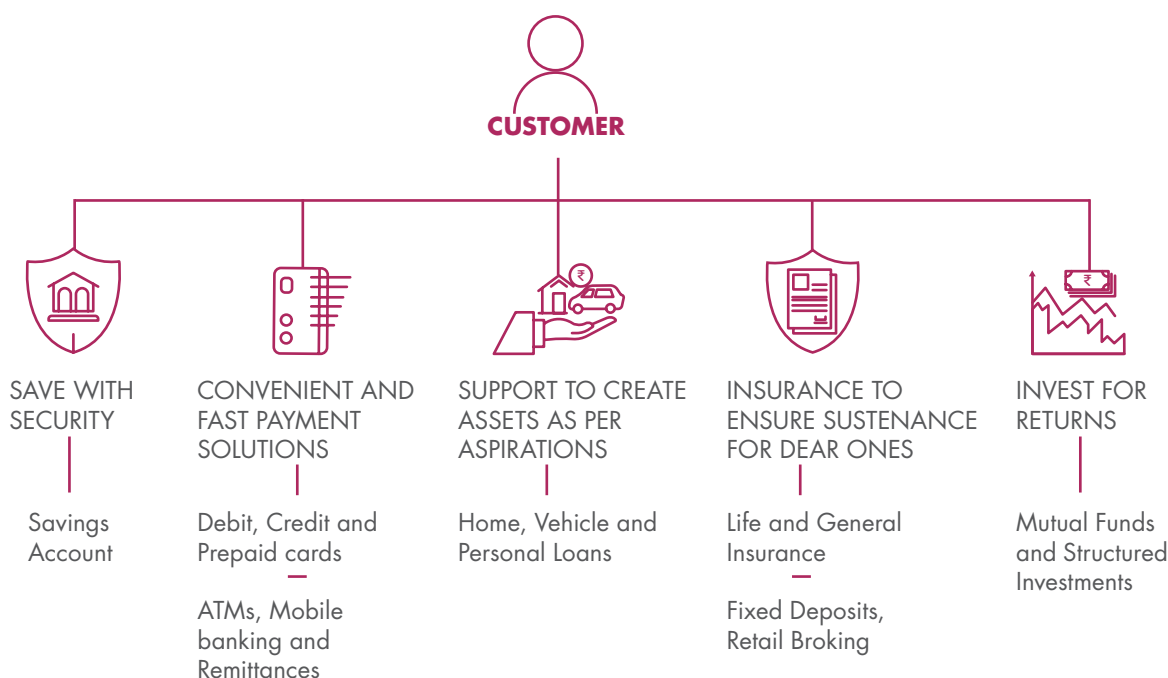 CUSTOMER
₹
₹
SAVE WITH
SECURITY
Savings
Account
CONVENIENT AND
FAST PAYMENT
SOLUTIONS
Debit, Credit and
Prepaid cards
ATMs, Mobile
banking and
Remittances
SUPPORT TO CREATE
ASSETS AS PER
ASPIRATIONS
Home, Vehicle and
Personal Loans
INSURANCE TO
ENSURE SUSTENANCE
FOR DEAR ONES
Life and General
Insurance
Fixed Deposits,
Retail Broking
INVEST FOR
RETURNS
Mutual Funds
and Structured
Investments